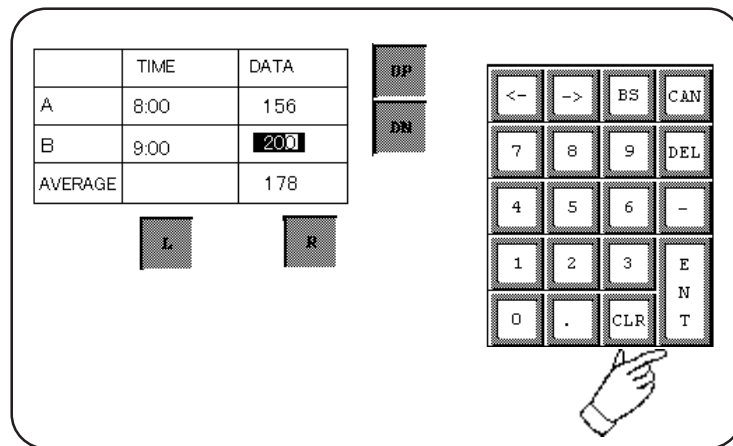 TIME DATA
A 8:00 156
B 9:00 200
AVERAGE 178
UP
DN
L R
<- -> BS CAN
7 8 9 DEL
4 5 6 -
1 2 3 ENT
0 . CLR